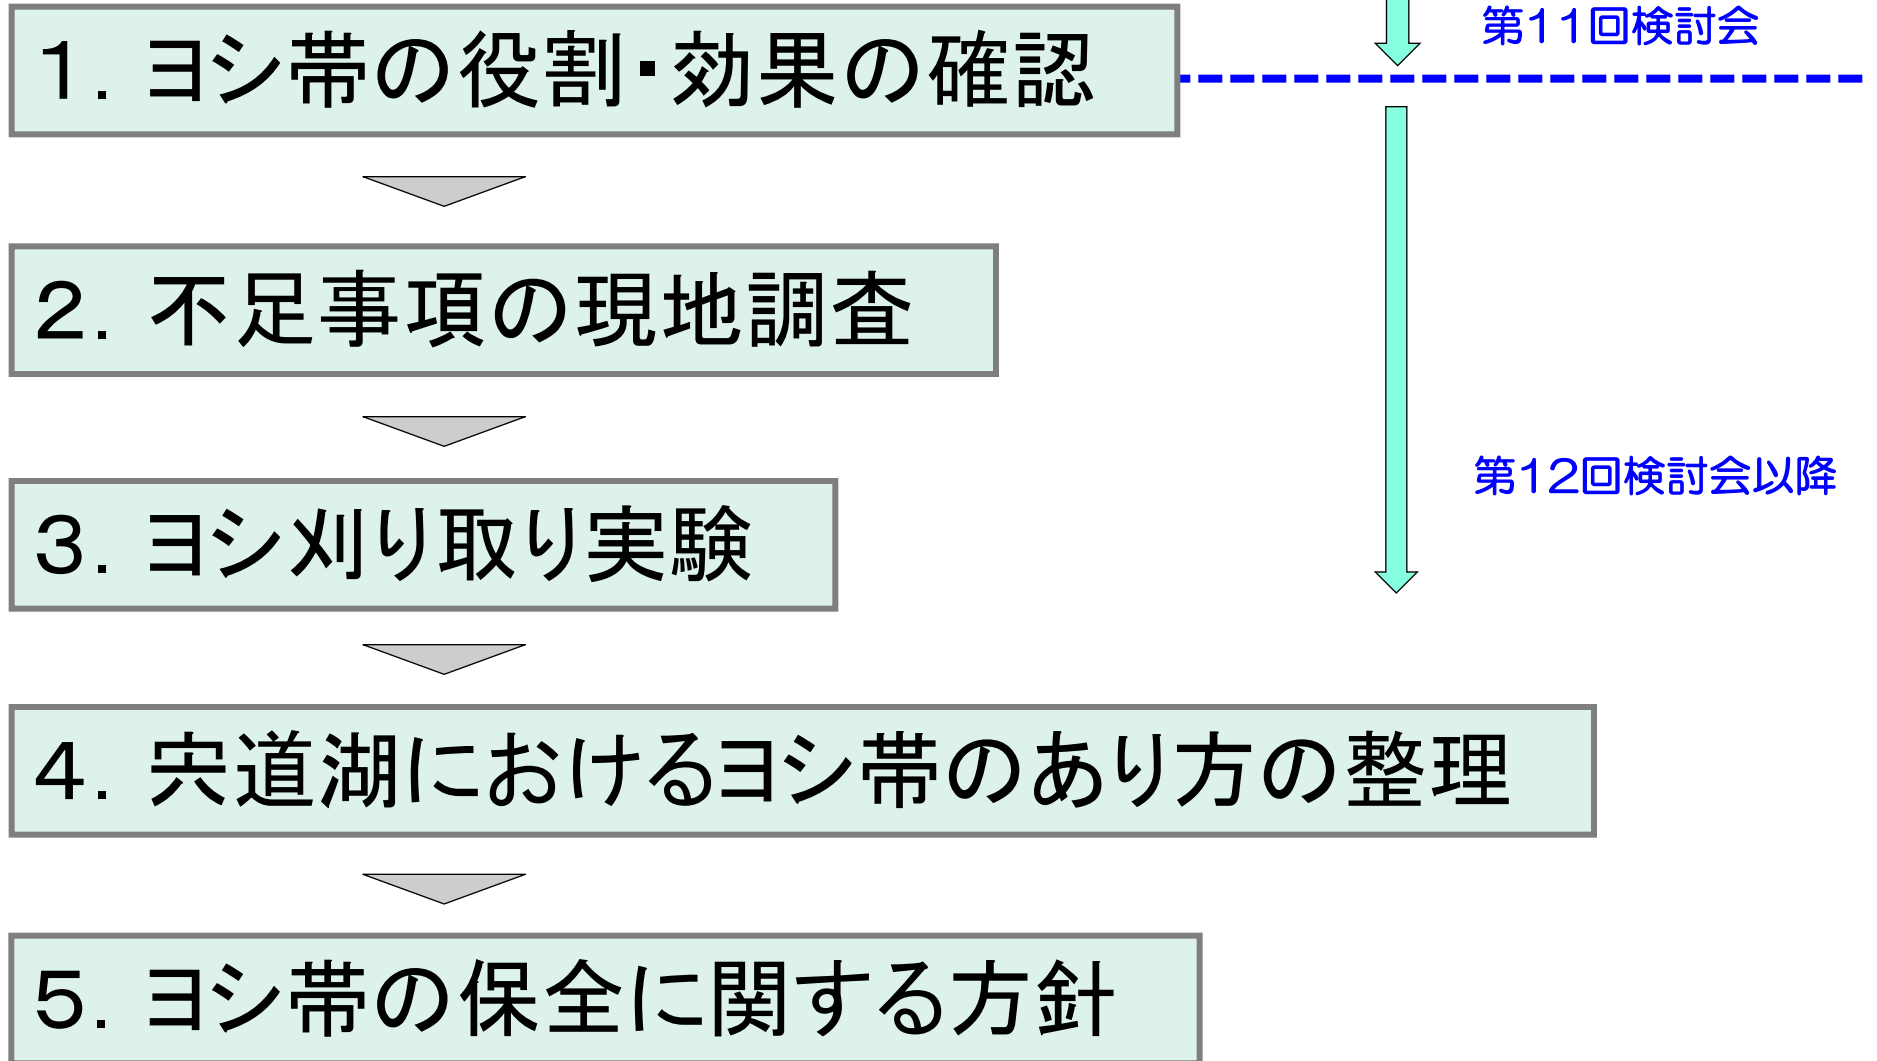 第11回検討会
1．ヨシ帯の役割・効果の確認
2．不足事項の現地調査
第12回検討会以降
3．ヨシ刈り取り実験
4．宍道湖におけるヨシ帯のあり方の整理
5．ヨシ帯の保全に関する方針